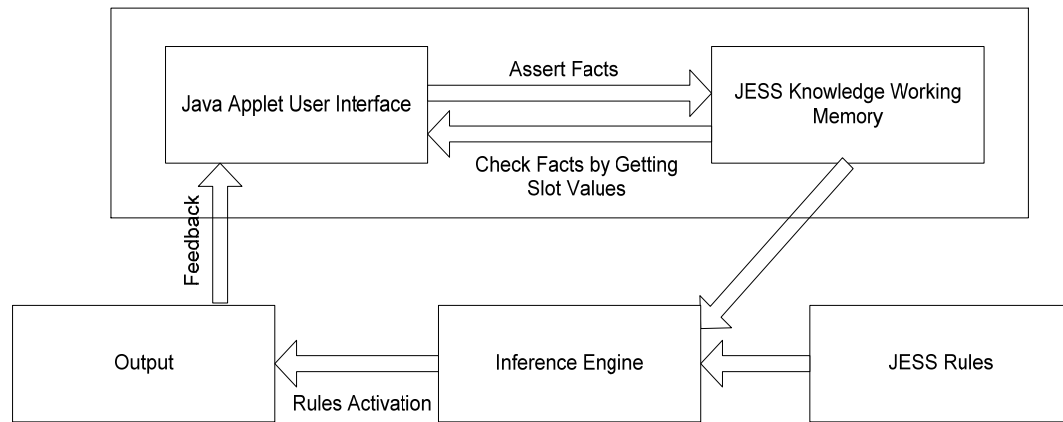 Assert Facts
Java Applet User Interface
JESS Knowledge Working
Memory
Check Facts by Getting
Slot Values
Feedback
Output
Inference Engine
JESS Rules
Rules Activation